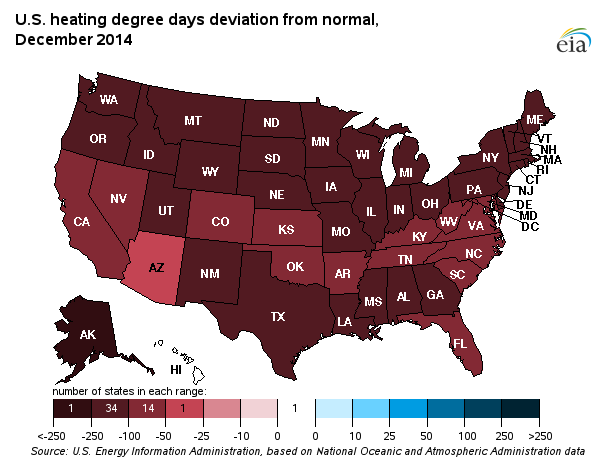 U.S. heating degree days deviation from normal,
December 2014
eia
WA
MT
ND
MN
ME
OR
ID
WY
SD
WI
MI
NY
VT
NH
MA
RI
CT
NJ
NV
UT
NE
IA
IL
IN
OH
PA
DE
MD
DC
CA
CO
KS
MO
KY
WV
VA
AZ
NM
OK
AR
TN
NC
SC
TX
LA
MS
AL
GA
FL
AK
HI
number of states in each range:
1 34 14 1 1
<-250 -250 -100 -50 -25 -10 0 0 10 25 50 100 250 >250
Source: U.S. Energy Information Administration, based on National Oceanic and Atmospheric Administration data